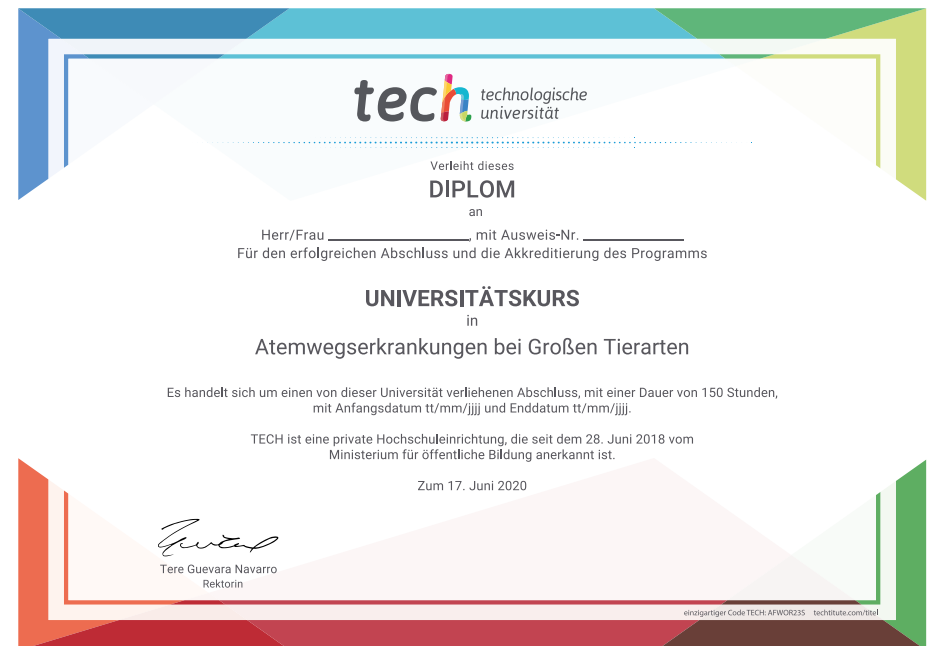 tech technologische
universität
Verleiht dieses
DIPLOM
an
Herr/Frau ____________, mit Ausweis-Nr. ____________
Für den erfolgreichen Abschluss und die Akkreditierung des Programms
UNIVERSITÄTSKURS
in
Atemwegserkrankungen bei Großen Tierarten
Es handelt sich um einen von dieser Universität verliehenen Abschluss, mit einer Dauer von 150 Stunden,
mit Anfangsdatum tt/mm/jjjj und Enddatum tt/mm/jjjj.
TECH ist eine private Hochschuleinrichtung, die seit dem 28. Juni 2018 vom
Ministerium für öffentliche Bildung anerkannt ist.
Zum 17. Juni 2020
Tere Guevara Navarro
Rektorin
einzigartiger Code TECH: AFWOR23S techtitute.com/titel